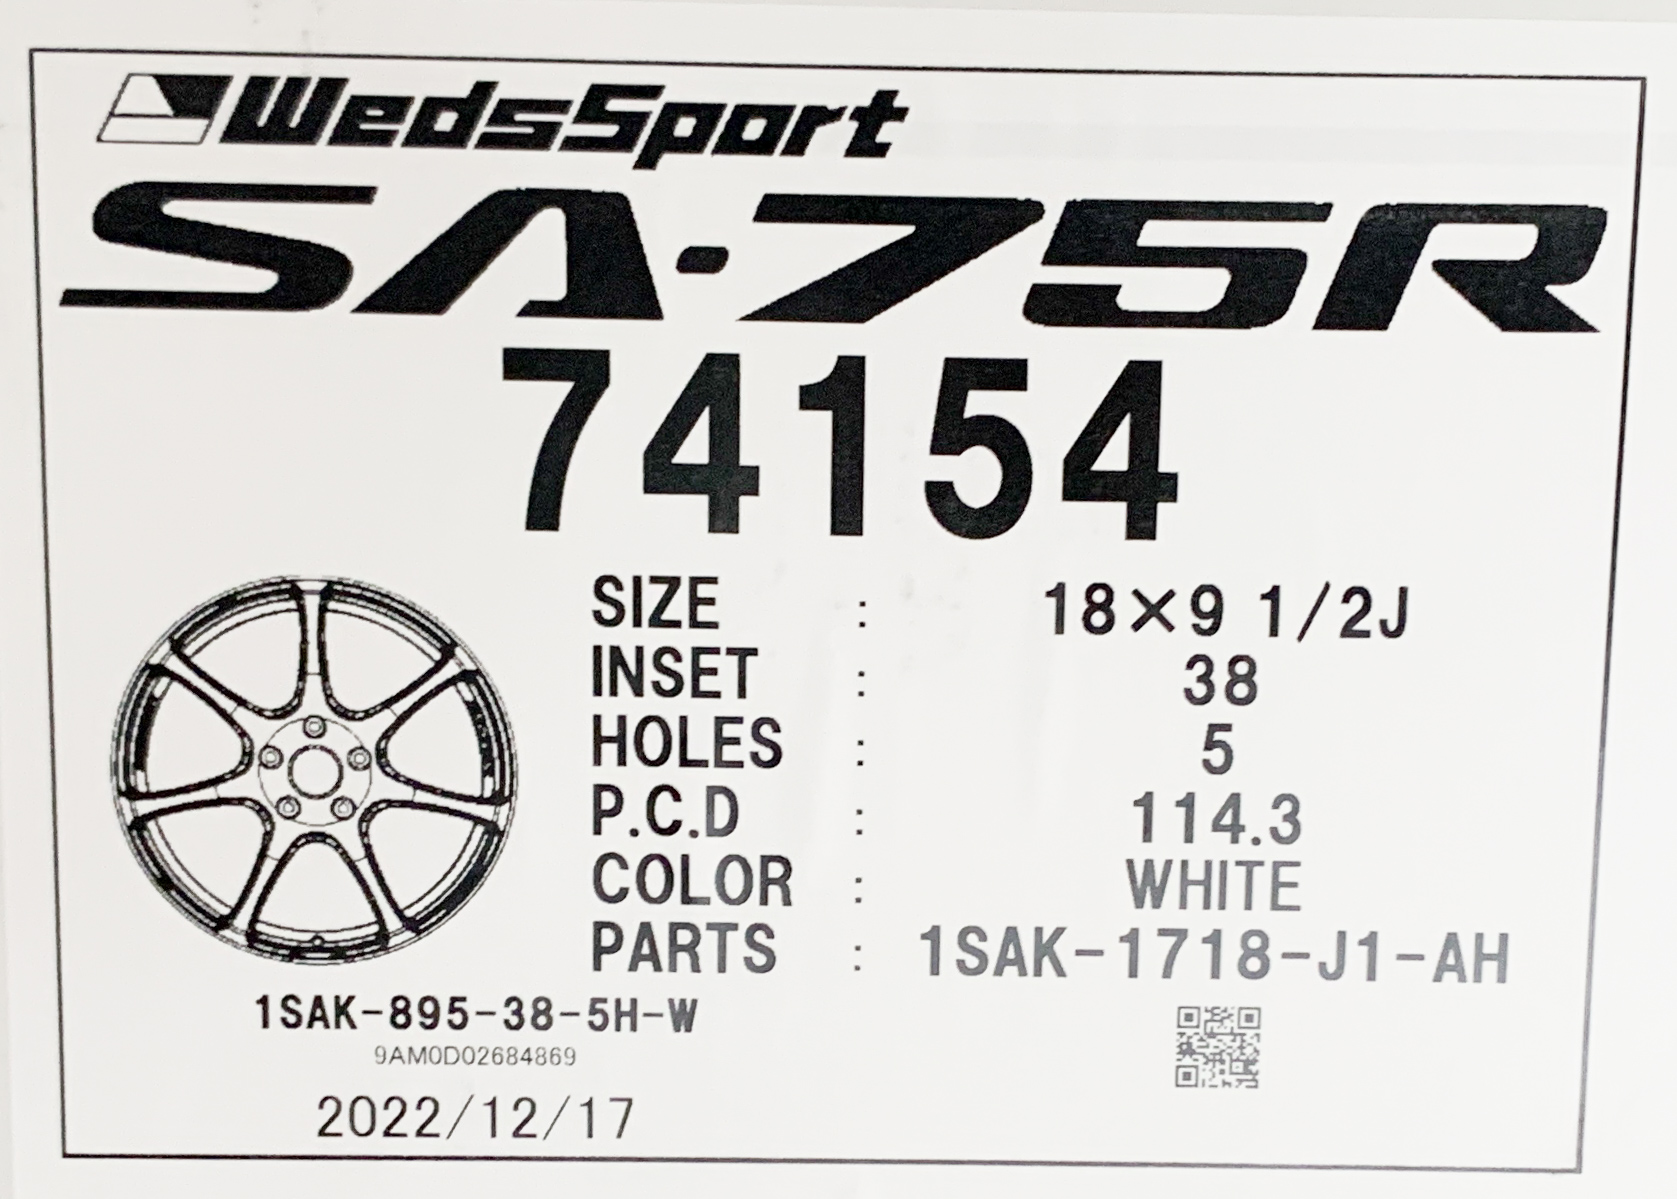 WedsSport
SA-75R
74154
SIZE : 18×9 1/2J
INSET : 38
HOLES : 5
P.C.D : 114.3
COLOR : WHITE
PARTS : 1SAK-1718-J1-AH
1SAK-895-38-5H-W
9AM0D02684869
2022/12/17